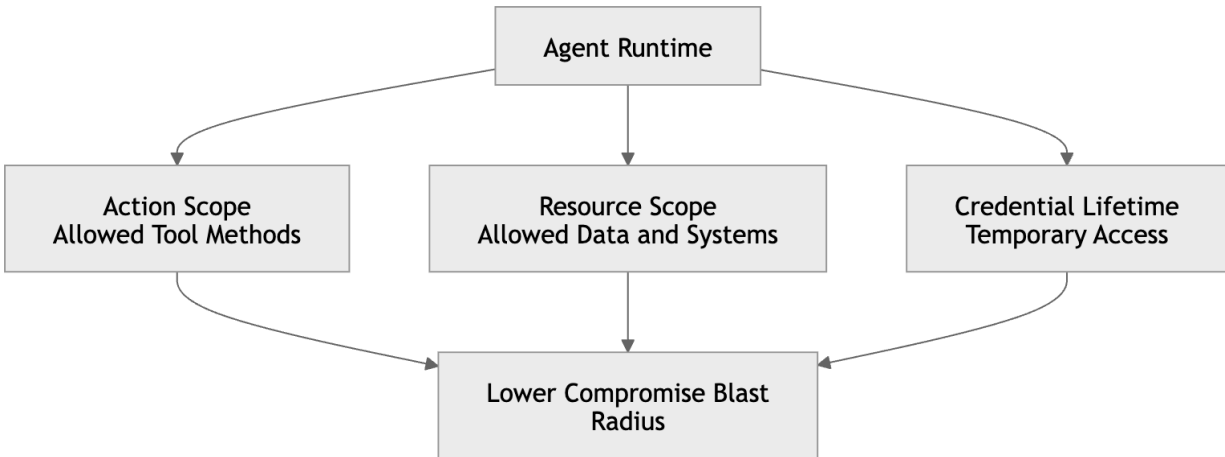 Agent Runtime
Action Scope
Allowed Tool Methods
Resource Scope
Allowed Data and Systems
Credential Lifetime
Temporary Access
Lower Compromise Blast
Radius